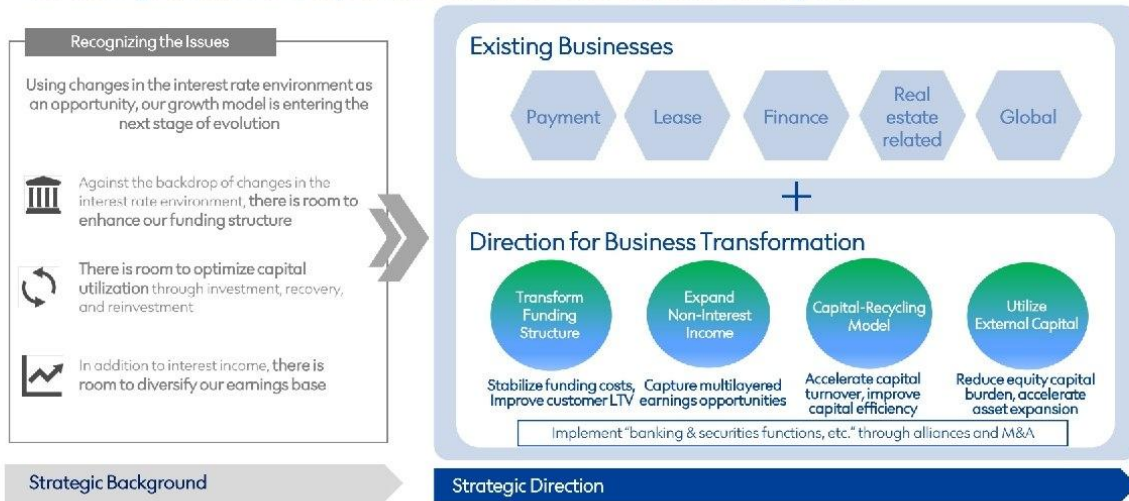 Recognizing the Issues
Using changes in the interest rate environment as
an opportunity, our growth model is entering the
next stage of evolution
Against the backdrop of changes in the
interest rate environment, there is room to
enhance our funding structure
There is room to optimize capital
utilization through investment, recovery,
and reinvestment
In addition to interest income, there is
room to diversify our earnings base
Strategic Background
Existing Businesses
Payment
Lease
Finance
Real
estate
related
Global
+
Direction for Business Transformation
Transform
Funding
Structure
Stabilize funding costs,
Improve customer LTV
Expand
Non-Interest
Income
Capture multilayered
earnings opportunities
Capital-Recycling
Model
Accelerate capital
turnover, improve
capital efficiency
Utilize
External Capital
Reduce equity capital
burden, accelerate
asset expansion
Implement "banking & securities functions, etc." through alliances and M&A
Strategic Direction